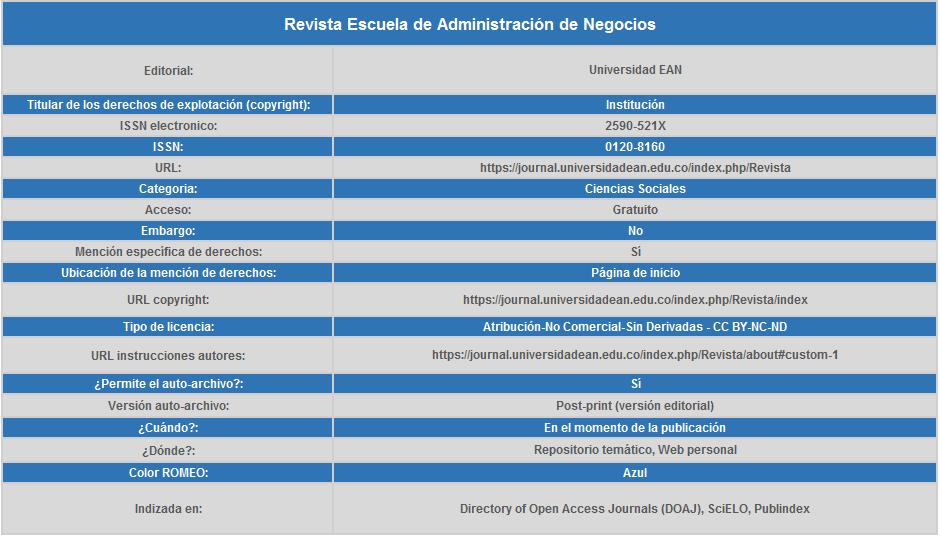 Revista Escuela de Administración de Negocios
Editorial: Universidad EAN
Titular de los derechos de explotación (copyright): Institución
ISSN electronico: 2590-521X
ISSN: 0120-8160
URL: https://journal.universidadean.edu.co/index.php/Revista
Categoria: Ciencias Sociales
Acceso: Gratuito
Embargo: No
Mención específica de derechos: Sí
Ubicación de la mención de derechos: Página de inicio
URL copyright: https://journal.universidadean.edu.co/index.php/Revista/index
Tipo de licencia: Atribución-No Comercial-Sin Derivadas - CC BY-NC-ND
URL instrucciones autores: https://journal.universidadean.edu.co/index.php/Revista/about#custom-1
¿Permite el auto-archivo?: Sí
Versión auto-archivo: Post-print (versión editorial)
¿Cuándo?: En el momento de la publicación
¿Dónde?: Repositorio temático, Web personal
Color ROMEO: Azul
Indizada en: Directory of Open Access Journals (DOAJ), SciELO, Publindex